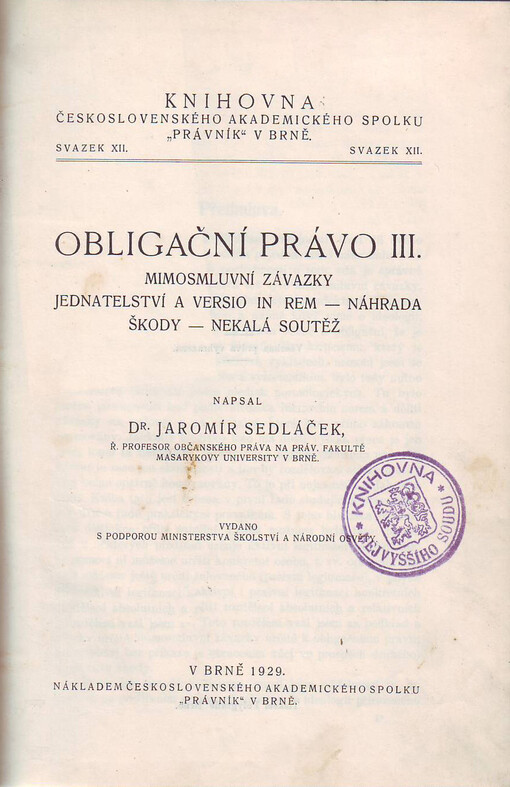 KNIHOVNA
ČESKOSLOVENSKÉHO AKADEMICKÉHO SPOLKU
„PRÁVNÍK“ V BRNĚ.
SVAZEK XII. SVAZEK XII.
OBLIGAČNÍ PRÁVO III.
MIMOSMLUVNÍ ZÁVAZKY
JEDNATELSTVÍ A VERSIO IN REM — NÁHRADA
ŠKODY — NEKALÁ SOUTĚŽ
NAPSAL
DR. JAROMÍR SEDLÁČEK,
Ř. PROFESOR OBČANSKÉHO PRÁVA NA PRÁV. FAKULTĚ
MASARYKOVY UNIVERSITY V BRNĚ.
KNIHOVNA
NEJVYŠŠÍHO SOUDU
VYDANO
S PODPOROU MINISTERSTVA ŠKOLSTVÍ A NÁRODNÍ OSVĚTY.
V BRNĚ 1929.
NÁKLADEM ČESKOSLOVENSKÉHO AKADEMICKÉHO SPOLKU
„PRÁVNÍK“ V BRNĚ.